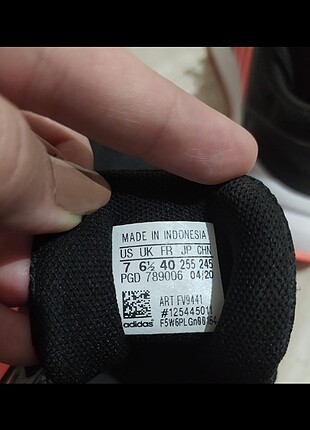 MADE IN INDONESIA
US UK FR JP CHN
7 6½ 40 255 245
PGD 789006 04/20
ART FV9441
#125445011
adidas